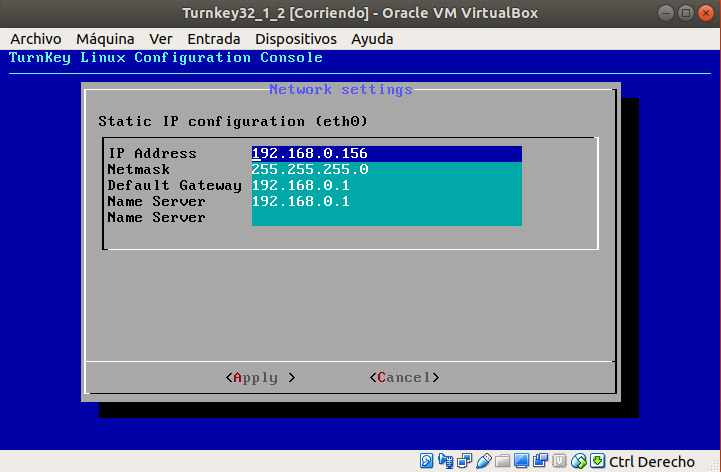 Turnkey32_1_2 [Corriendo] - Oracle VM VirtualBox
Archivo Máquina Ver Entrada Dispositivos Ayuda
TurnKey Linux Configuration Console
Network settings
Static IP configuration (eth0)
IP Address 192.168.0.156
Netmask 255.255.255.0
Default Gateway 192.168.0.1
Name Server 192.168.0.1
Name Server
<Apply > <Cancel>
Ctrl Derecho